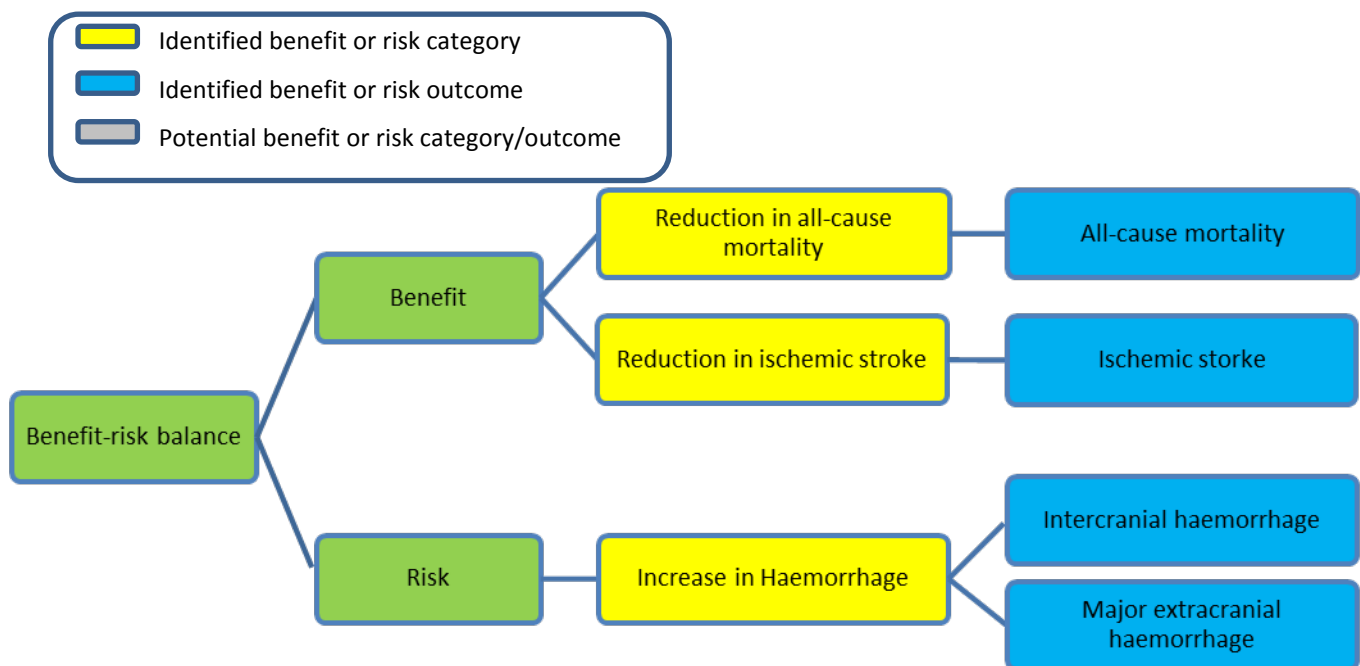 Identified benefit or risk category
Identified benefit or risk outcome
Potential benefit or risk category/outcome
Reduction in all-cause
mortality
All-cause mortality
Benefit
Reduction in ischemic stroke
Ischemic storke
Benefit-risk balance
Intercranial haemorrhage
Risk
Increase in Haemorrhage
Major extracranial
haemorrhage